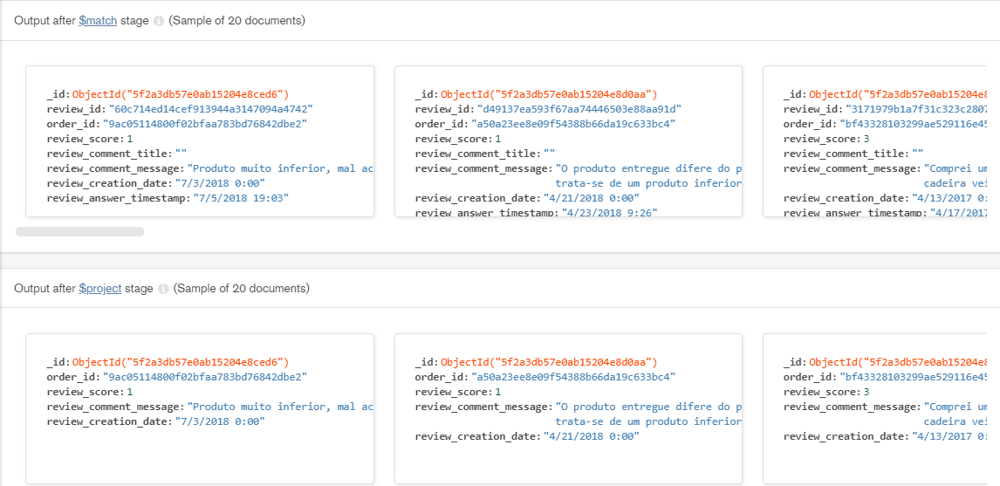 Output after $match stage (Sample of 20 documents)
_id: ObjectId("5f2a3db57e0ab15204e8ced6")
review_id: "60c714ed14cef913944a3147094a4742"
order_id: "9ac05114800f02bfaa783bd76842dbe2"
review_score: 1
review_comment_title: ""
review_comment_message: "Produto muito inferior, mal ac
review_creation_date: "7/3/2018 0:00"
review_answer_timestamp: "7/5/2018 19:03"
_id: ObjectId("5f2a3db57e0ab15204e8d0aa")
review_id: "d49137ea593f67aa74446503e88aa91d"
order_id: "a50a23ee8e09f54388b66da19c633bc4"
review_score: 1
review_comment_title: ""
review_comment_message: "O produto entregue difere do p
trata-se de um produto inferior
review_creation_date: "4/21/2018 0:00"
review_answer_timestamp: "4/23/2018 9:26"
_id: ObjectId("5f2a3db57e0ab15204e8
review_id: "3171979b1a7f31c323c2807
order_id: "bf43328103299ae529116e45
review_score: 3
review_comment_title: ""
review_comment_message: "Comprei um
cadeira vei
review_creation_date: "4/13/2017 0:
review_answer_timestamp: "4/17/2017
Output after $project stage (Sample of 20 documents)
_id: ObjectId("5f2a3db57e0ab15204e8ced6")
order_id: "9ac05114800f02bfaa783bd76842dbe2"
review_score: 1
review_comment_message: "Produto muito inferior, mal ac
review_creation_date: "7/3/2018 0:00"
_id: ObjectId("5f2a3db57e0ab15204e8d0aa")
order_id: "a50a23ee8e09f54388b66da19c633bc4"
review_score: 1
review_comment_message: "O produto entregue difere do p
trata-se de um produto inferior
review_creation_date: "4/21/2018 0:00"
_id: ObjectId("5f2a3db57e0ab15204e8
order_id: "bf43328103299ae529116e45
review_score: 3
review_comment_message: "Comprei um
cadeira vei
review_creation_date: "4/13/2017 0: